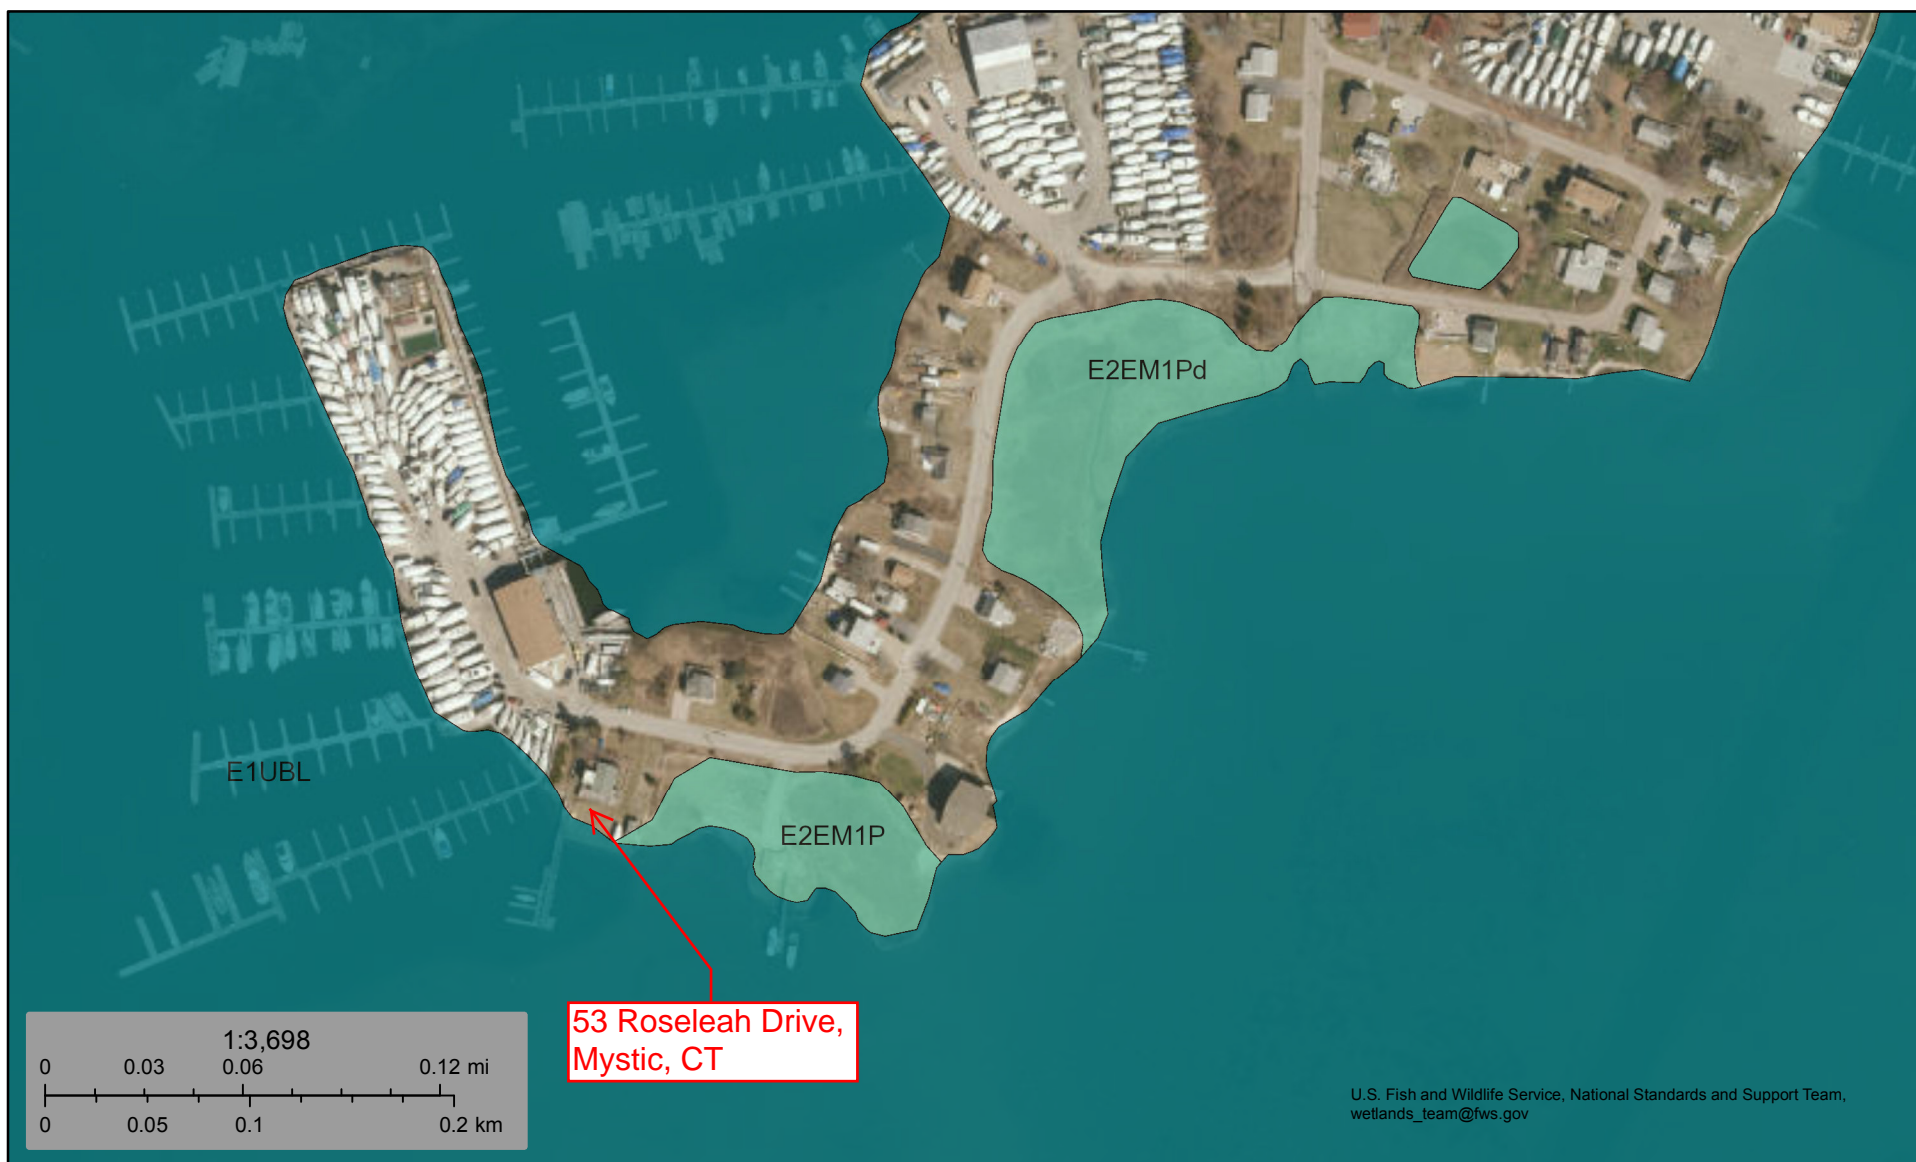 E2EM1Pd
E1UBL
E2EM1P
53 Roseleah Drive,
Mystic, CT
1:3,698
0 0.03 0.06 0.12 mi
0 0.05 0.1 0.2 km
U.S. Fish and Wildlife Service, National Standards and Support Team,
wetlands_team@fws.gov